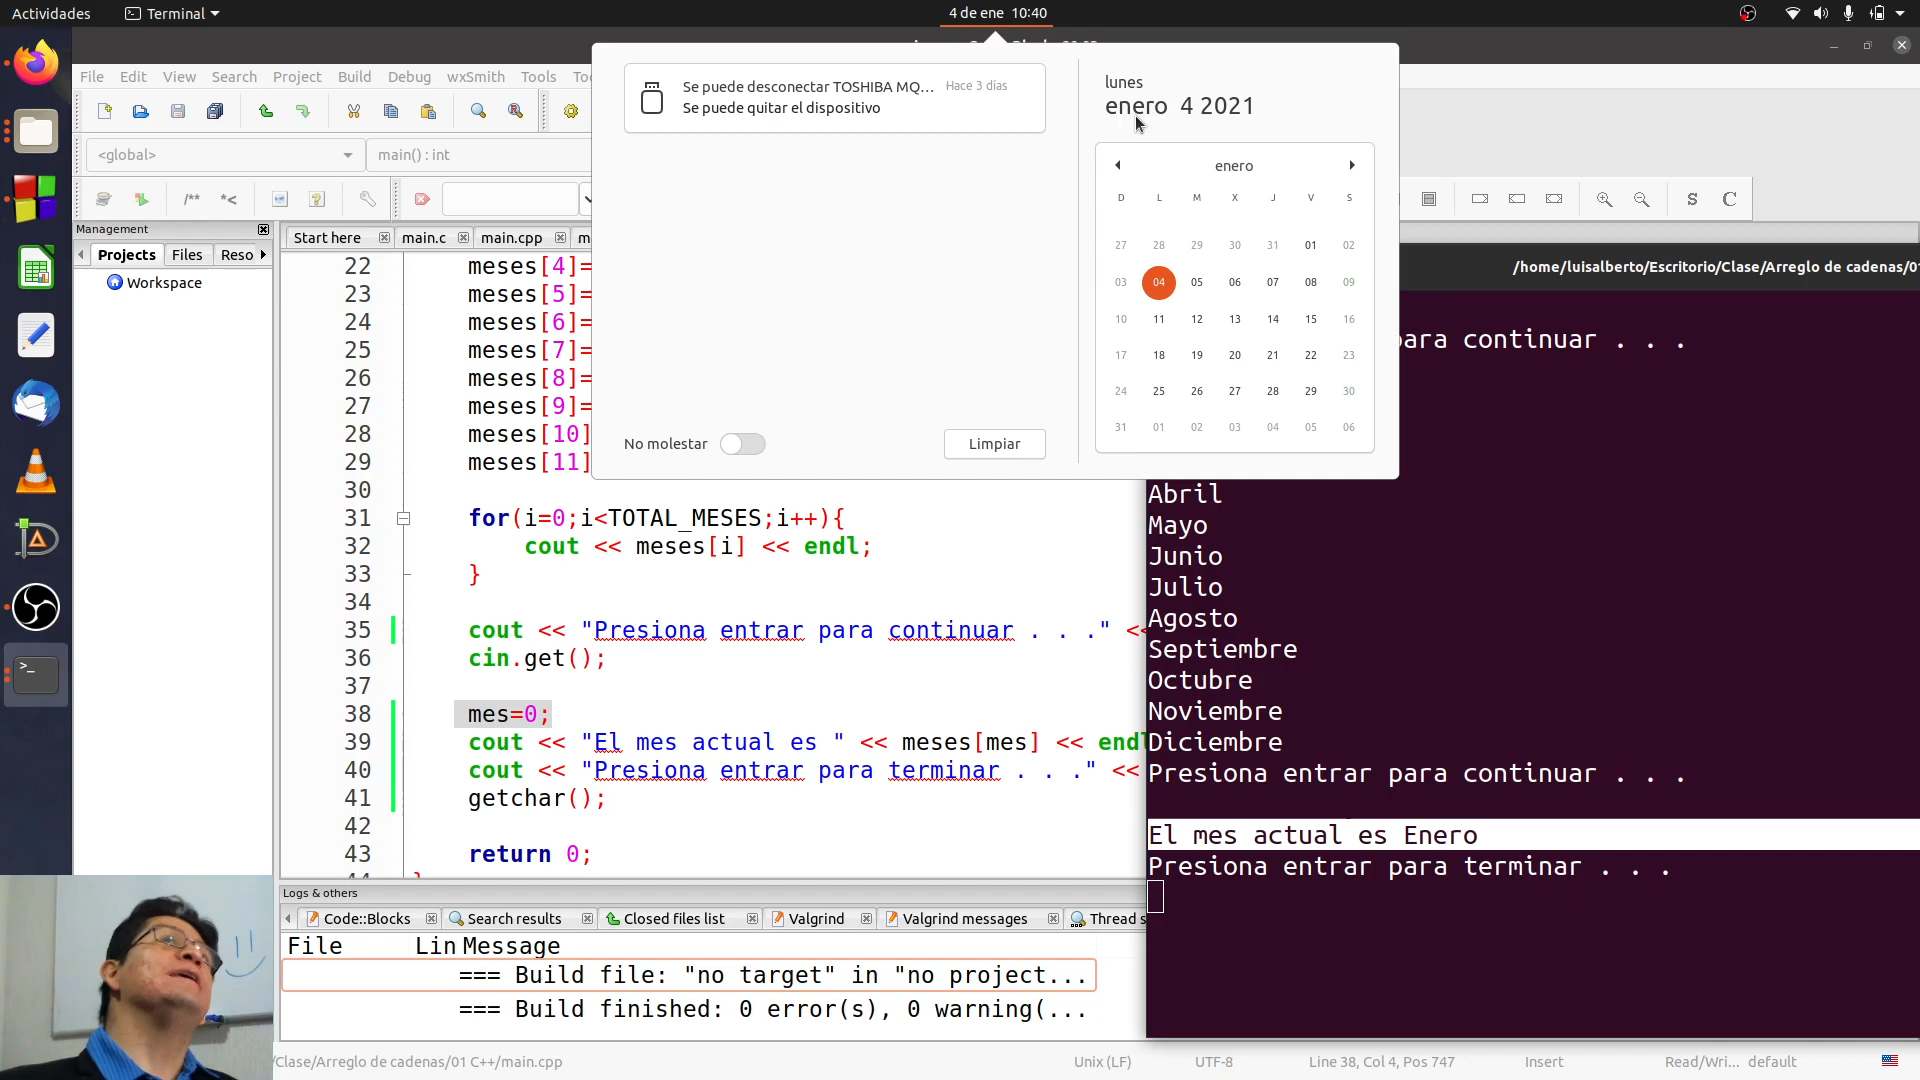 Actividades
Terminal
4 de ene 10:40
File Edit View Search Project Build Debug wxSmith Tools
<global>
main() : int
/** *<
S C
Management
Projects Files Reso
Workspace
Start here main.c main.cpp
22 meses[4]=
23 meses[5]=
24 meses[6]=
25 meses[7]=
26 meses[8]=
27 meses[9]=
28 meses[10]
29 meses[11]
30
31 for(i=0;i<TOTAL_MESES;i++){
32 cout << meses[i] << endl;
33 }
34
35 cout << "Presiona entrar para continuar . . ." <<
36 cin.get();
37
38 mes=0;
39 cout << "El mes actual es " << meses[mes] << endl
40 cout << "Presiona entrar para terminar . . ." <<
41 getchar();
42
43 return 0;
Se puede desconectar TOSHIBA MQ... Hace 3 días
Se puede quitar el dispositivo
No molestar
Limpiar
lunes
enero 4 2021
enero
D L M X J V S
27 28 29 30 31 01 02
03 04 05 06 07 08 09
10 11 12 13 14 15 16
17 18 19 20 21 22 23
24 25 26 27 28 29 30
31 01 02 03 04 05 06
/home/luisalberto/Escritorio/Clase/Arreglo de cadenas/01
para continuar . . .
Abril
Mayo
Junio
Julio
Agosto
Septiembre
Octubre
Noviembre
Diciembre
Presiona entrar para continuar . . .
El mes actual es Enero
Presiona entrar para terminar . . .
Logs & others
Code::Blocks Search results Closed files list Valgrind Valgrind messages Thread s
File Lin Message
=== Build file: "no target" in "no project...
=== Build finished: 0 error(s), 0 warning(...
/Clase/Arreglo de cadenas/01 C++/main.cpp
Unix (LF)
UTF-8
Line 38, Col 4, Pos 747
Insert
Read/Wri... default